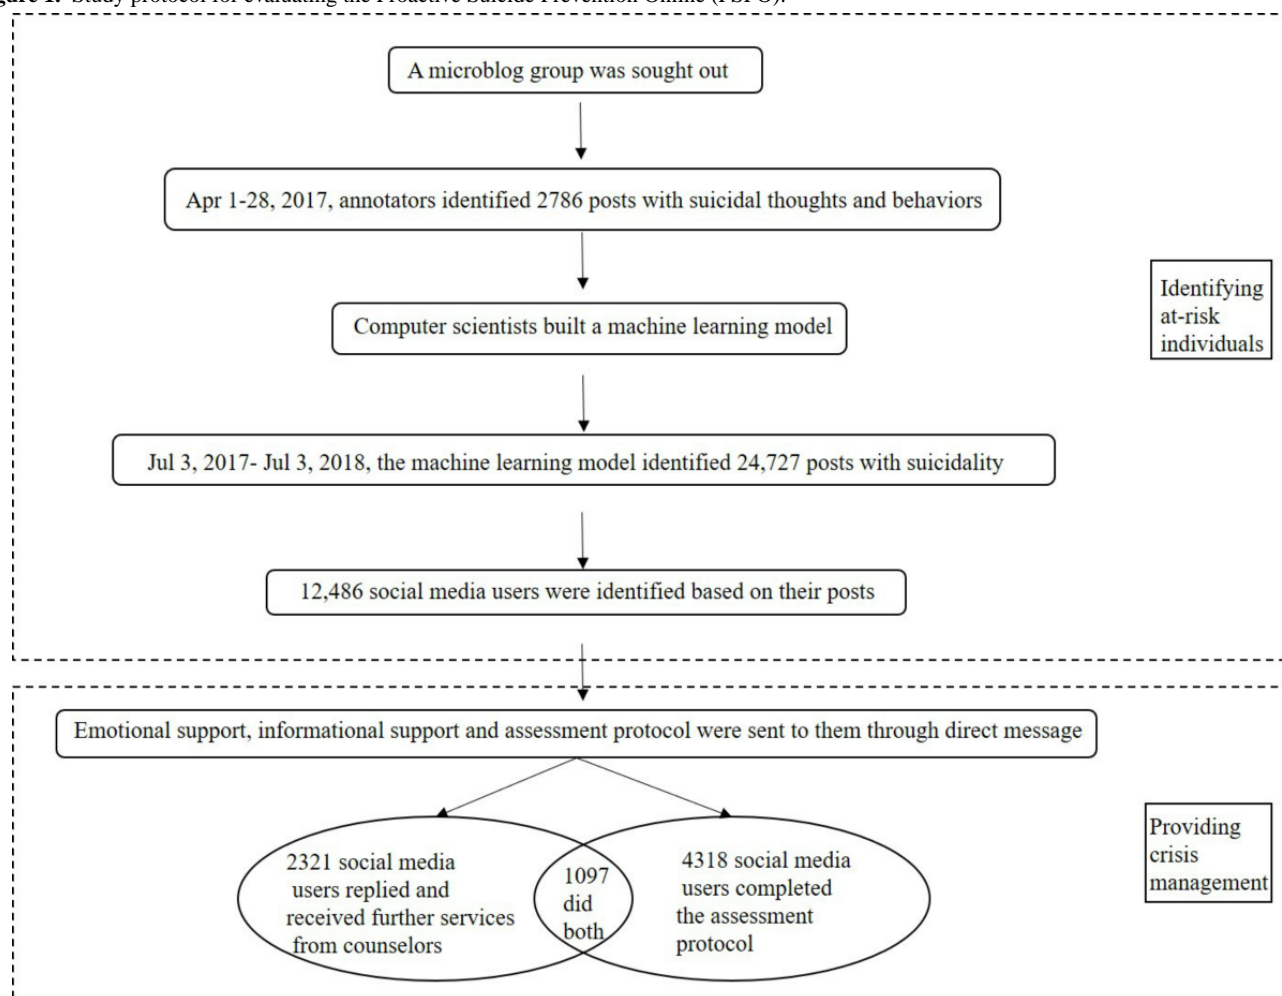 Figure 1. Study protocol for evaluating the Proactive Suicide Prevention Online (PSPO).
A microblog group was sought out
Apr 1-28, 2017, annotators identified 2786 posts with suicidal thoughts and behaviors
Computer scientists built a machine learning model
Identifying
at-risk
individuals
Jul 3, 2017- Jul 3, 2018, the machine learning model identified 24,727 posts with suicidality
12,486 social media users were identified based on their posts
Emotional support, informational support and assessment protocol were sent to them through direct message
2321 social media
users replied and
received further services
from counselors
1097
did
both
4318 social media
users completed
the assessment
protocol
Providing
crisis
management